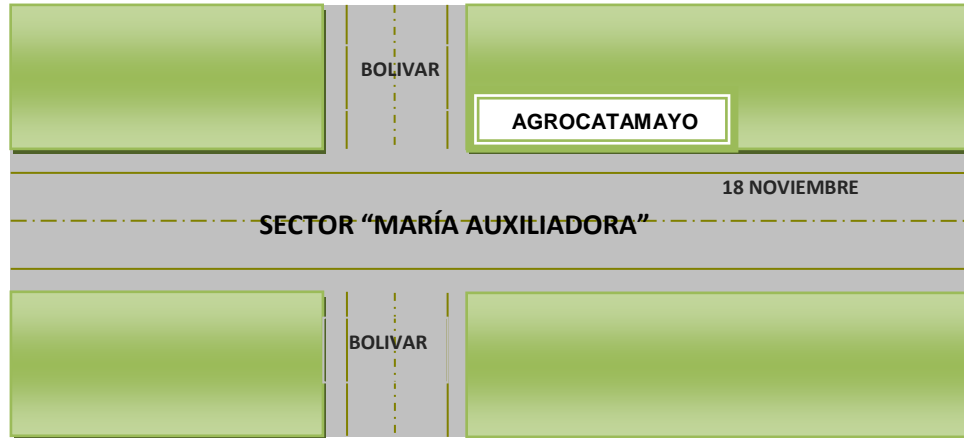 BOLIVAR
AGROCATAMAYO
18 NOVIEMBRE
SECTOR “MARÍA AUXILIADORA”
BOLIVAR